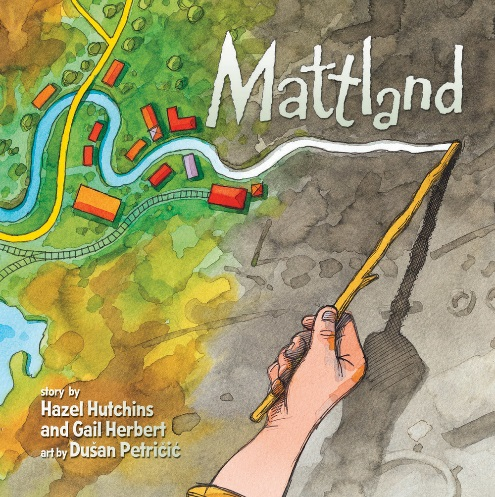 Mattland
story by
Hazel Hutchins
and Gail Herbert
art by Dušan Petričić